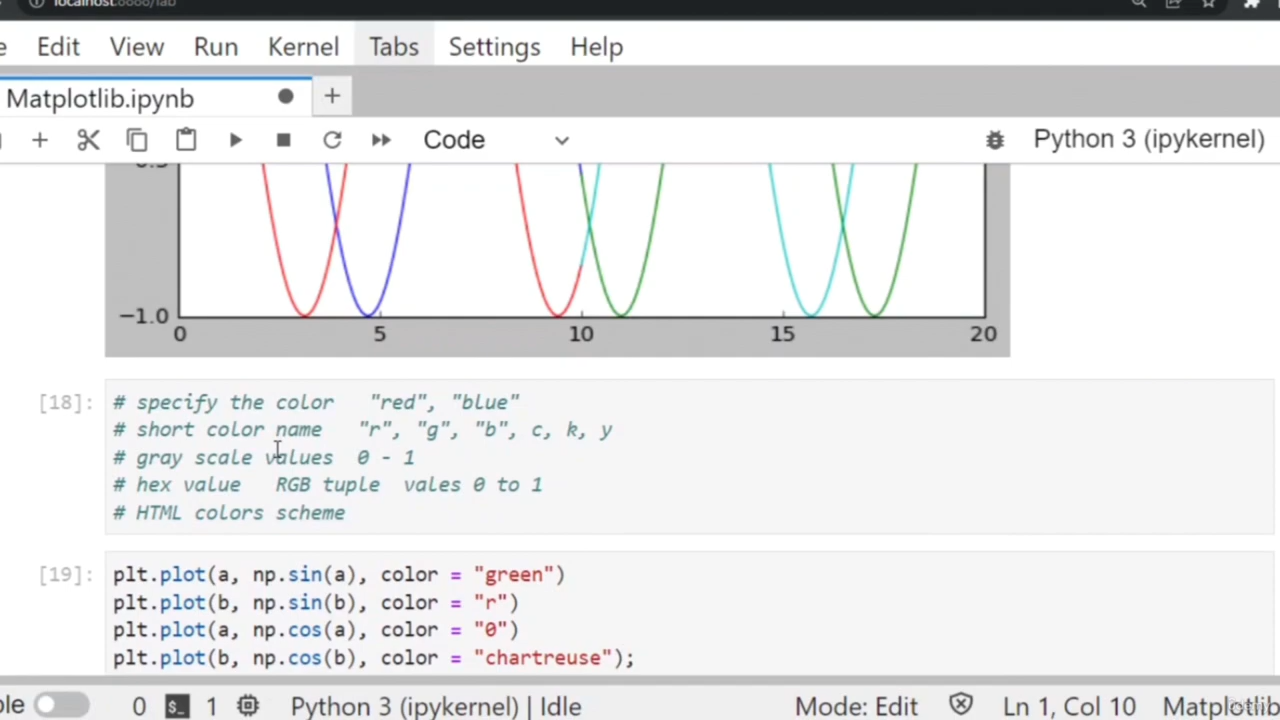 localhost:8888/lab
Edit View Run Kernel Tabs Settings Help
Matplotlib.ipynb
Code
Python 3 (ipykernel)
-1.0
0 5 10 15 20
[18]:
# specify the color "red", "blue"
# short color name "r", "g", "b", c, k, y
# gray scale values 0 - 1
# hex value RGB tuple vales 0 to 1
# HTML colors scheme
[19]:
plt.plot(a, np.sin(a), color = "green")
plt.plot(b, np.sin(b), color = "r")
plt.plot(a, np.cos(a), color = "0")
plt.plot(b, np.cos(b), color = "chartreuse");
0 1 Python 3 (ipykernel) | Idle Mode: Edit Ln 1, Col 10